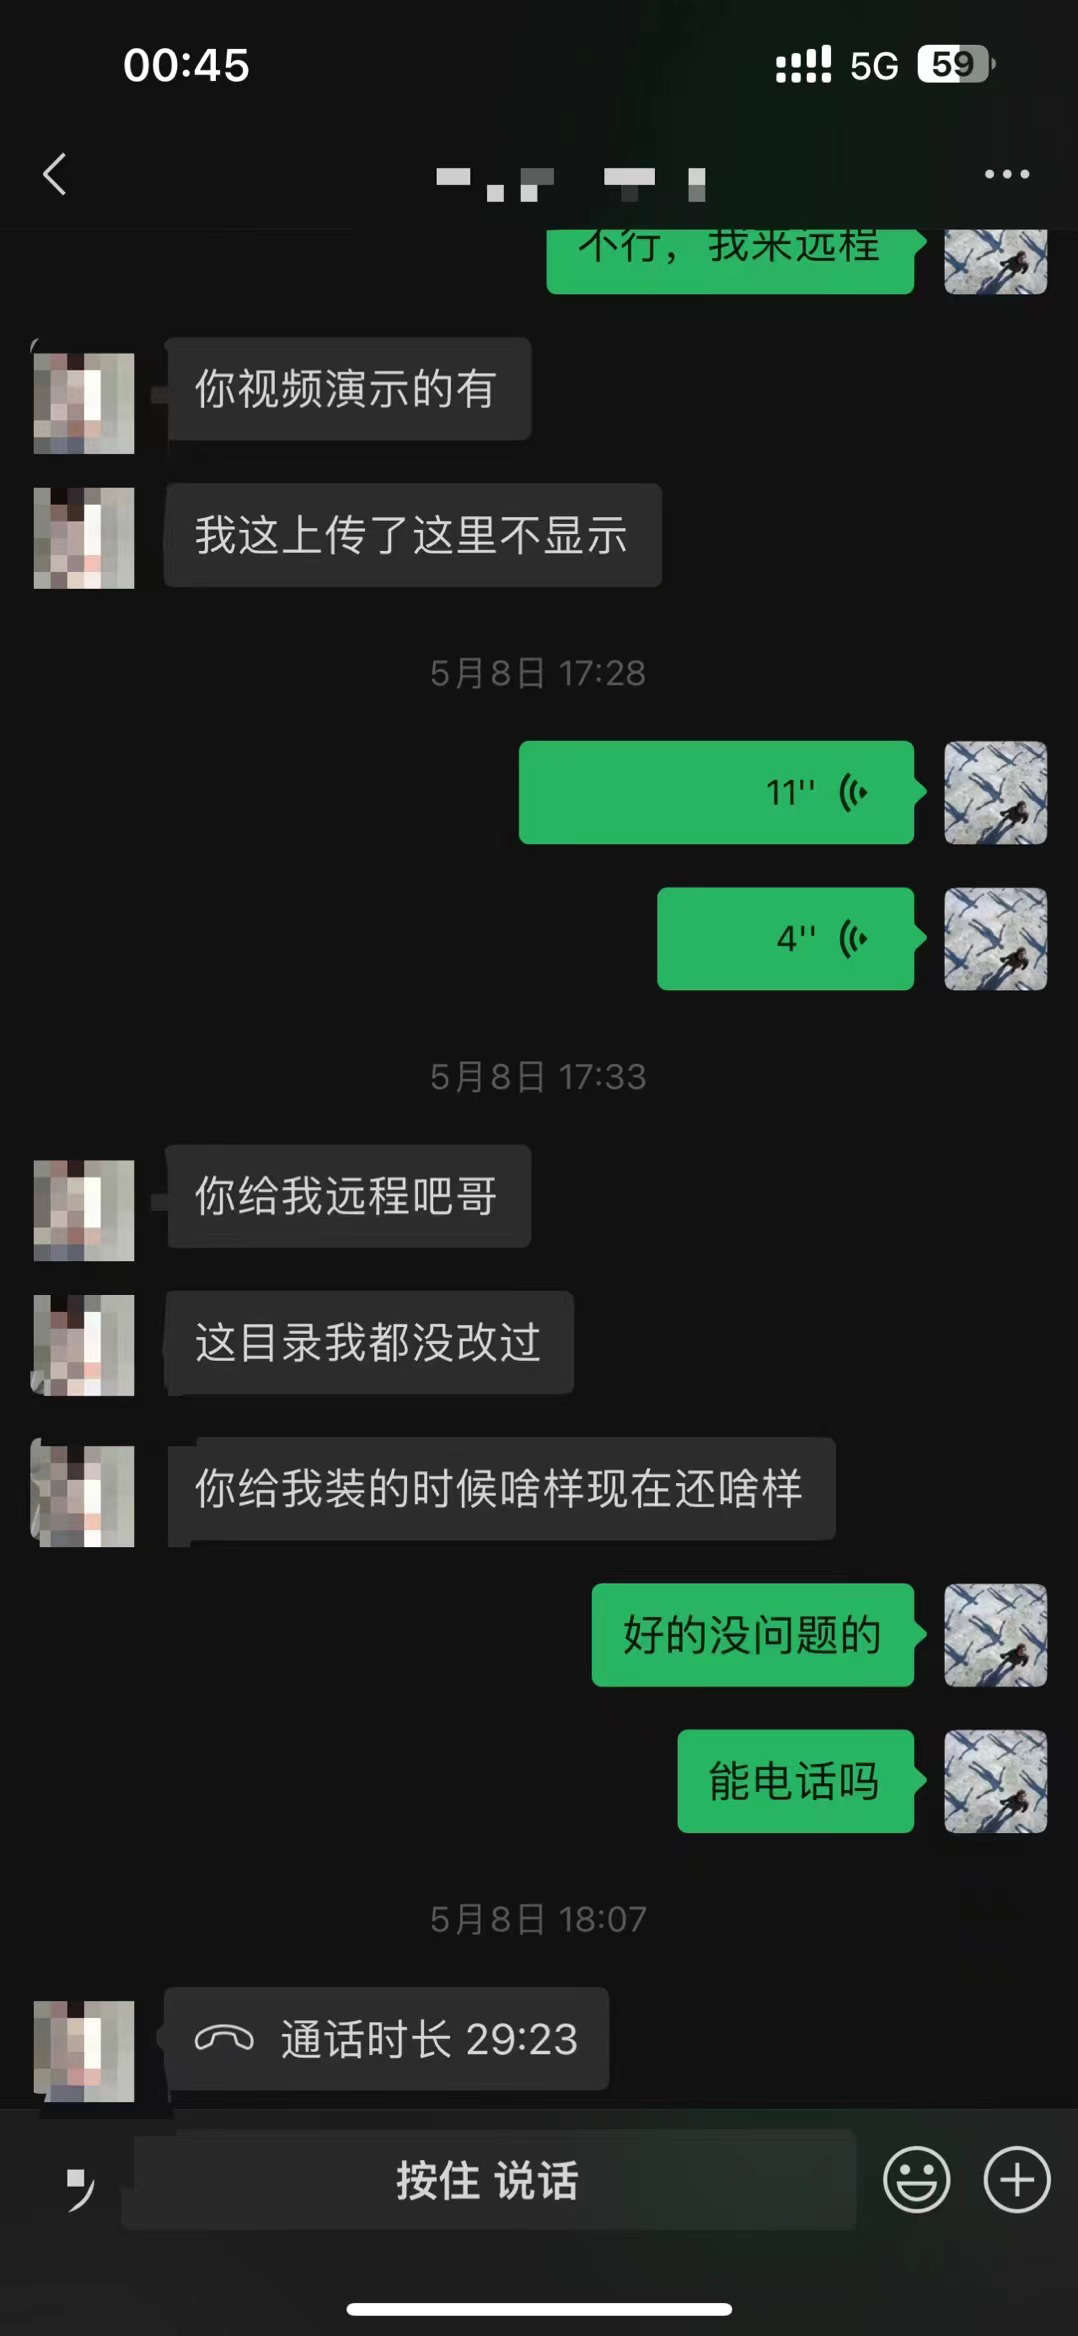 00:45
5G 59
不行，我来远程
你视频演示的有
我这上传了这里不显示
5月8日 17:28
11''
4''
5月8日 17:33
你给我远程吧哥
这目录我都没改过
你给我装的时候啥样现在还啥样
好的没问题的
能电话吗
5月8日 18:07
通话时长 29:23
按住 说话